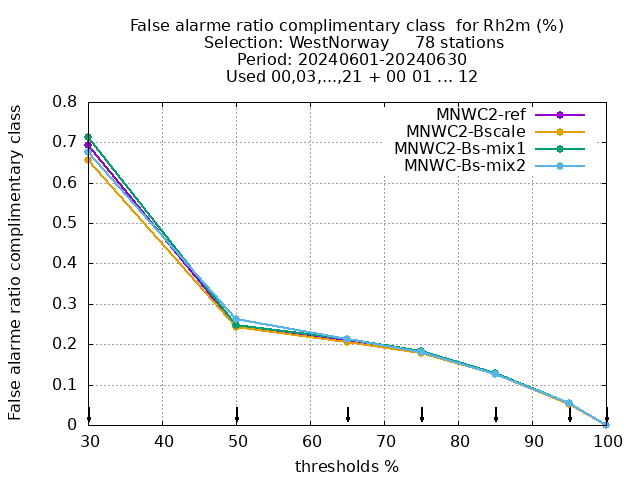 False alarme ratio complimentary class  for Rh2m (%)
Selection: WestNorway     78 stations
Period: 20240601-20240630
Used 00,03,...,21 + 00 01 ... 12
False alarme ratio complimentary class
0.8
0.7
0.6
0.5
0.4
0.3
0.2
0.1
0
MNWC2-ref
MNWC2-Bscale
MNWC2-Bs-mix1
MNWC-Bs-mix2
30 40 50 60 70 80 90 100
thresholds %